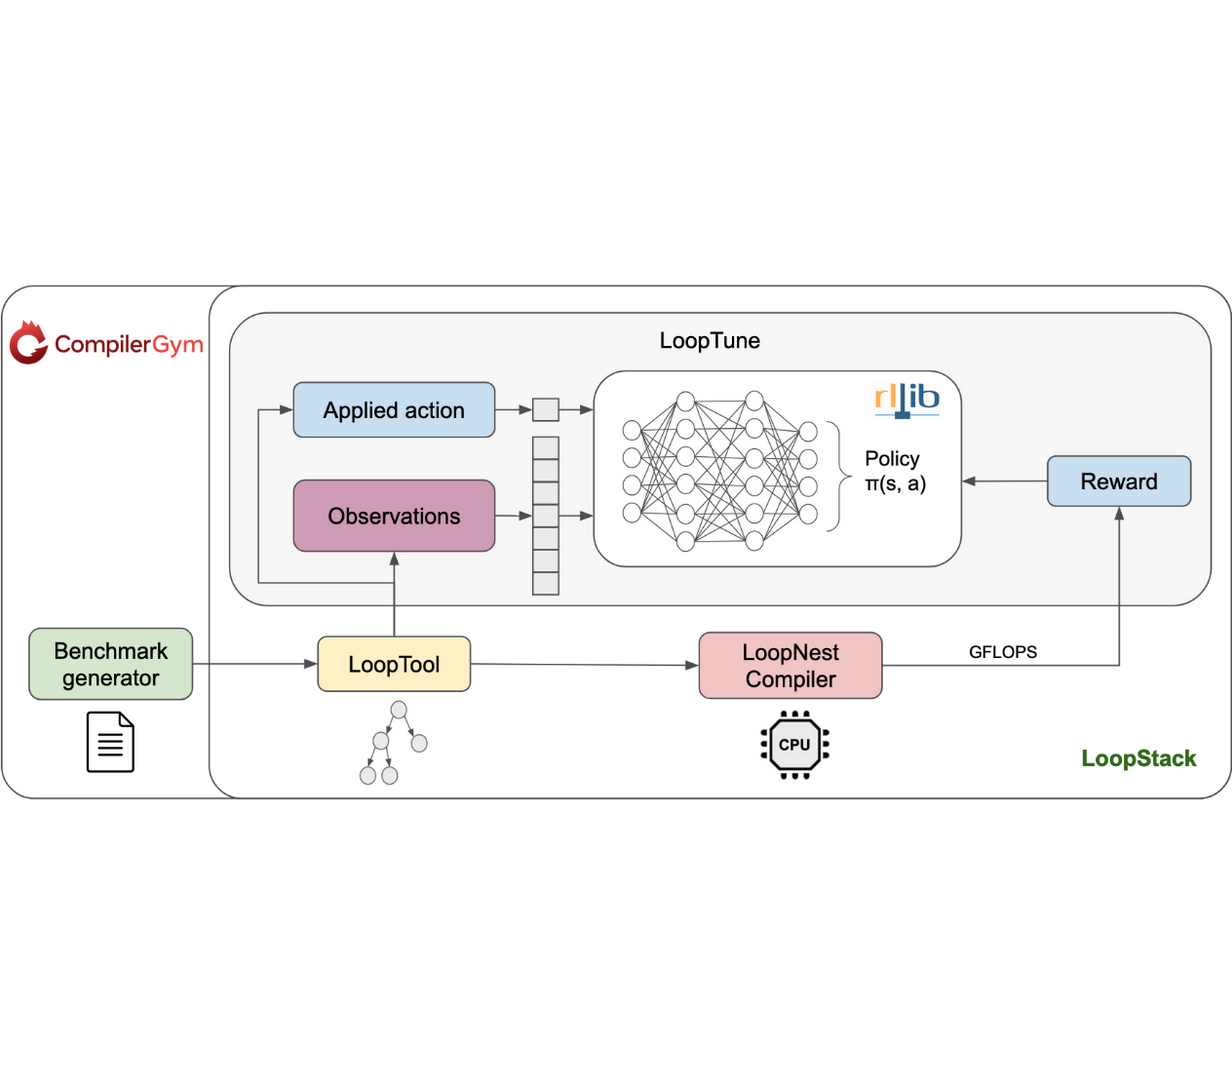 CompilerGym
LoopTune
Applied action
rllib
Policy
π(s, a)
Observations
Reward
Benchmark
generator
LoopTool
LoopNest
Compiler
GFLOPS
CPU
LoopStack